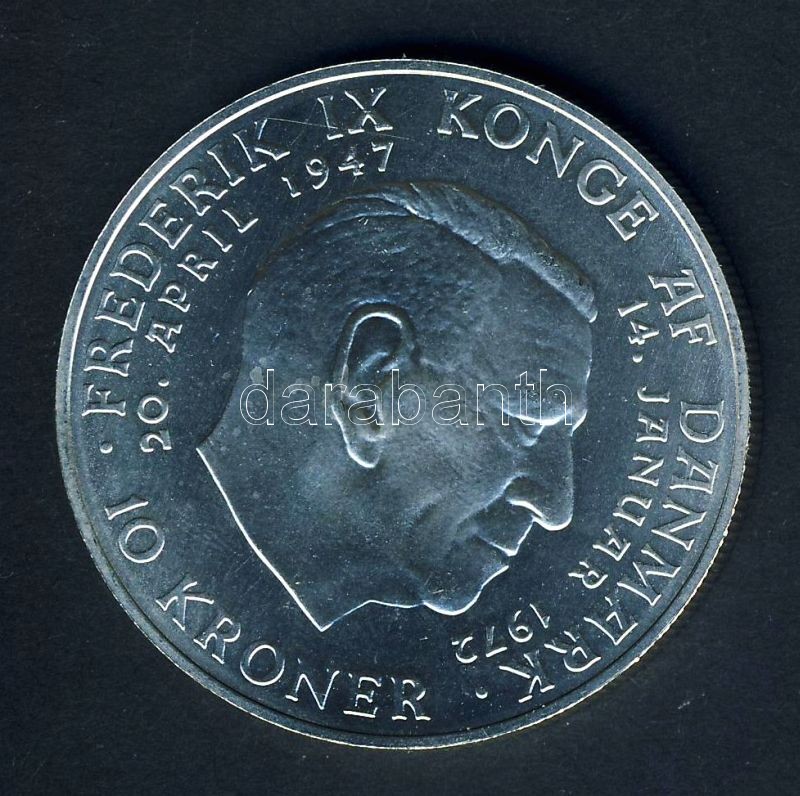 FREDERIK IX KONGE AF DANMARK · 10 KRONER ·
20. APRIL 1947
14. JANUAR 1972
darabanth